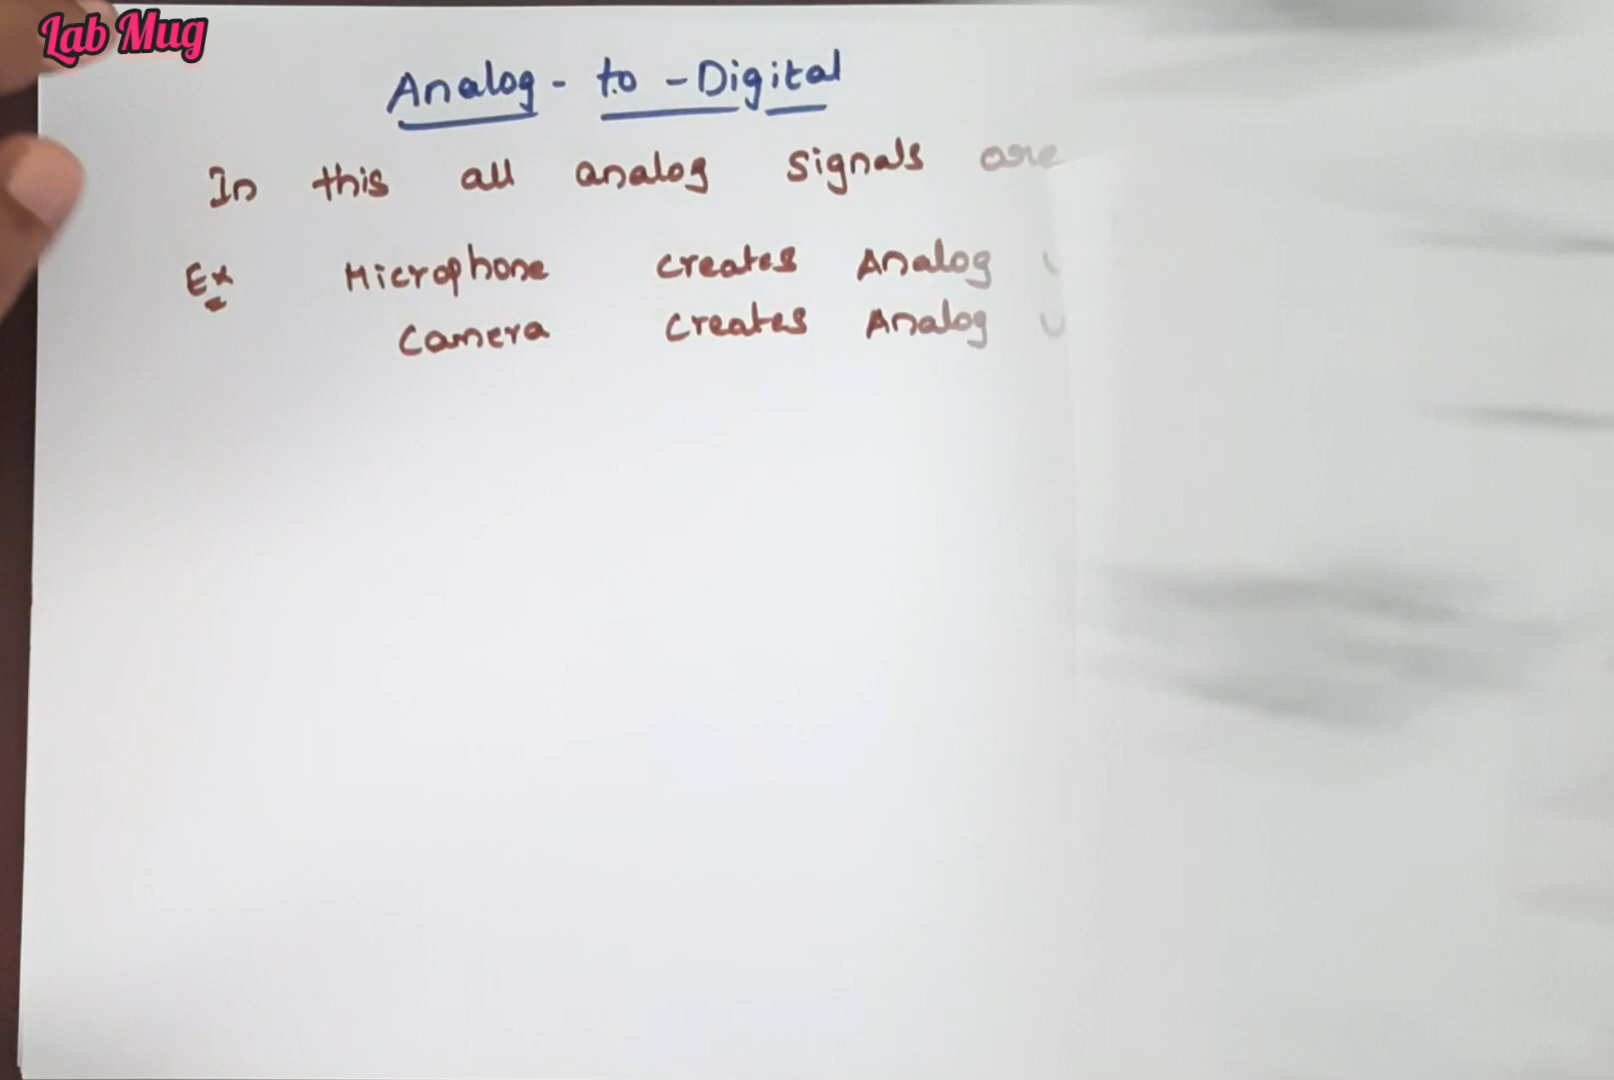 Lab Mug
Analog - to - Digital
In this all analog signals are
Ex Microphone creates Analog
Camera creates Analog